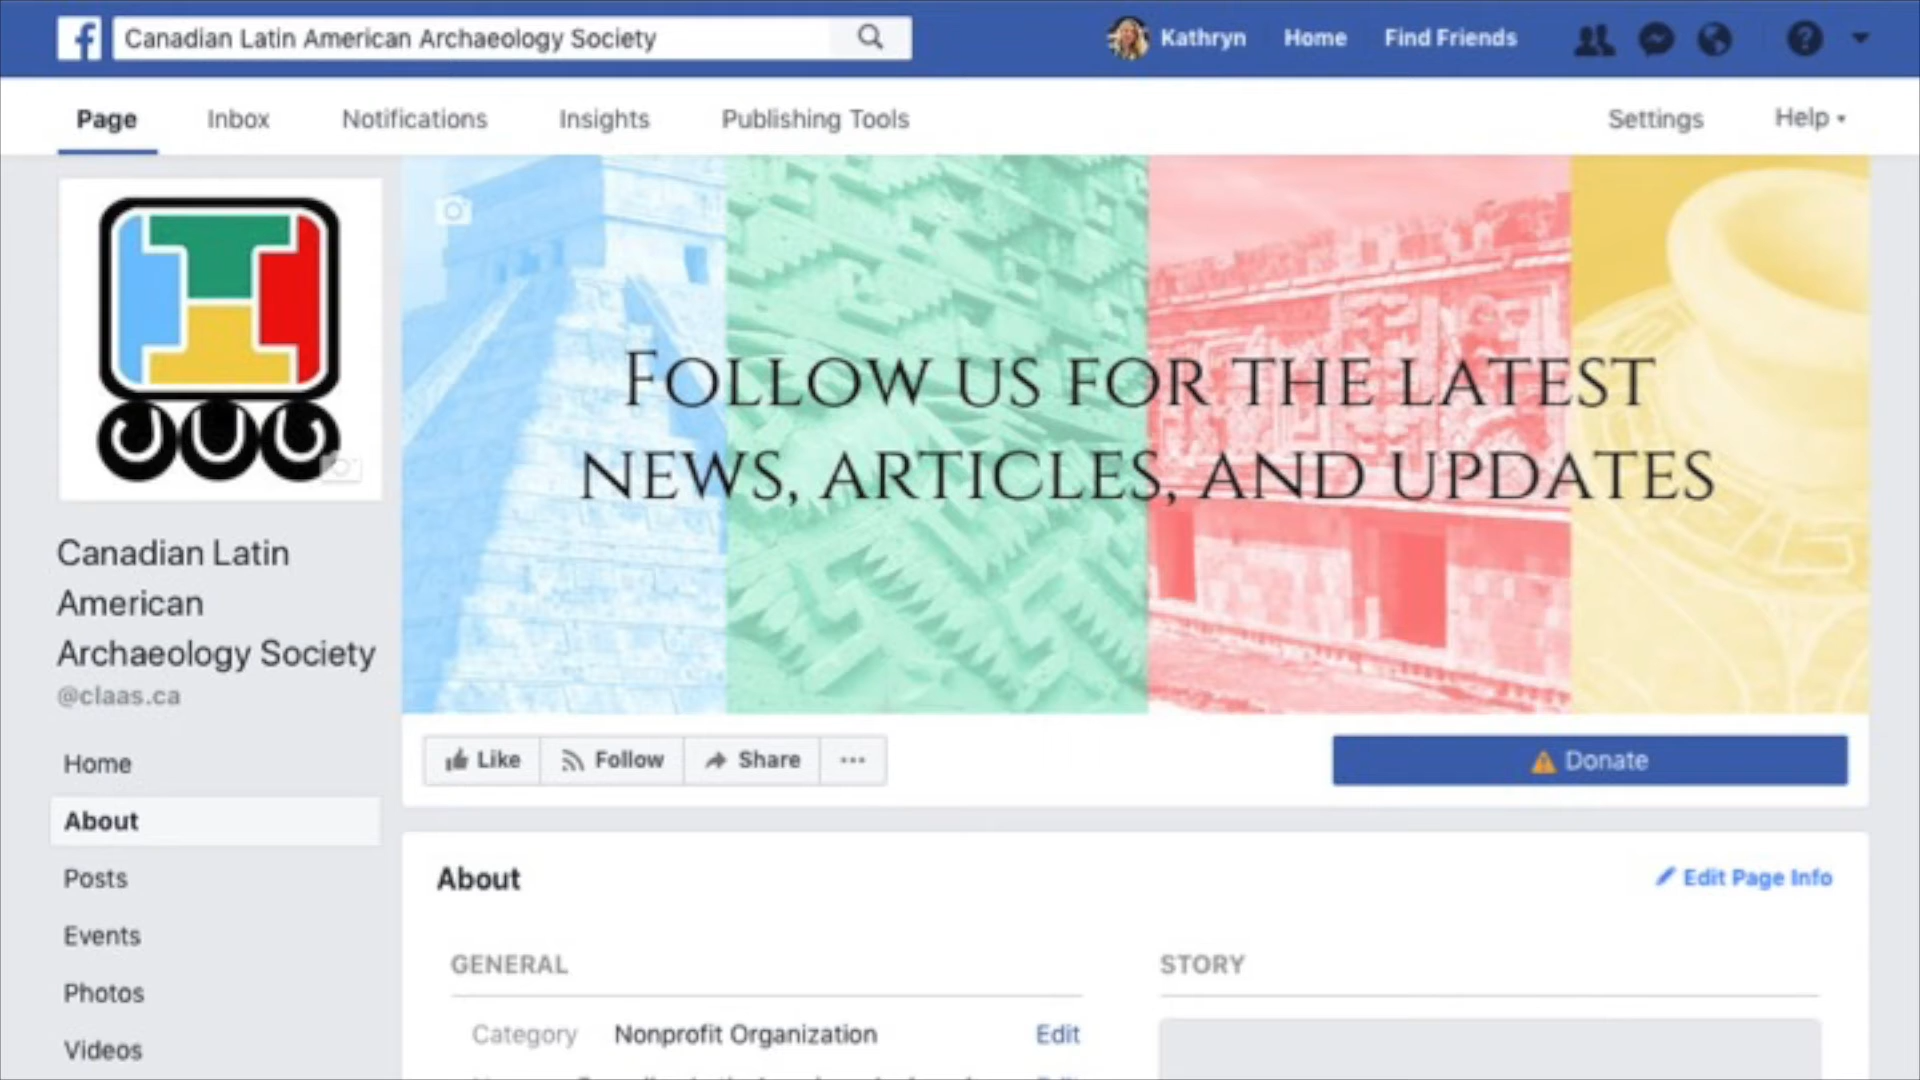 Canadian Latin American Archaeology Society
Kathryn
Home
Find Friends
Page
Inbox
Notifications
Insights
Publishing Tools
Settings
Help
FOLLOW US FOR THE LATEST
NEWS, ARTICLES, AND UPDATES
Canadian Latin
American
Archaeology Society
@claas.ca
Home
About
Posts
Events
Photos
Videos
Like
Follow
Share
Donate
About
Edit Page Info
GENERAL
STORY
Category Nonprofit Organization Edit